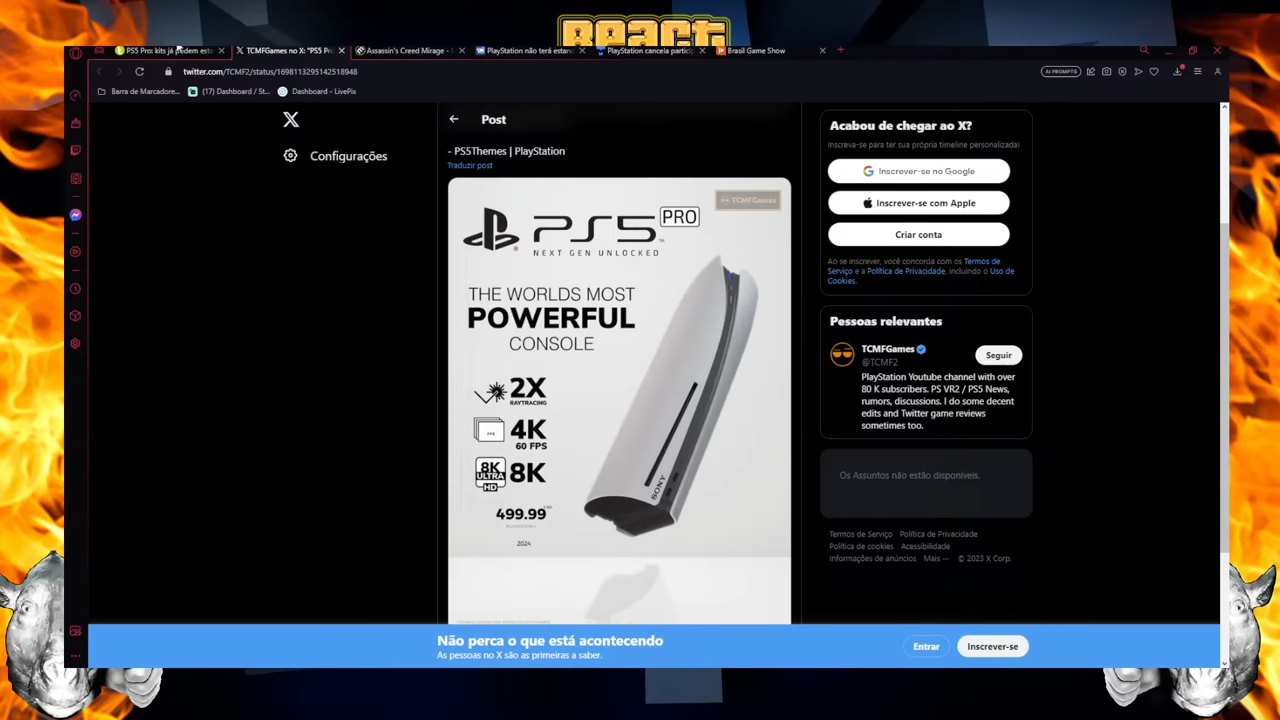 React
PS5 Pro: kits já podem esta
TCMFGames no X: "PS5 Pr
Assassin's Creed Mirage -
PlayStation não terá estan
PlayStation cancela particip
Brasil Game Show
twitter.com/TCMF2/status/1698113295142518948
AI PROMPTS
Barra de Marcadore...
(17) Dashboard / St...
Dashboard - LivePix
Configurações
Post
- PS5Themes | PlayStation
Traduzir post
TCMFGames
PS5 PRO
NEXT GEN UNLOCKED
THE WORLDS MOST
POWERFUL
CONSOLE
2X
RAYTRACING
4K
60 FPS
8K
ULTRA
HD
8K
499.99
2024
SONY
Acabou de chegar ao X?
Inscreva-se para ter sua própria timeline personalizada!
Inscrever-se no Google
Inscrever-se com Apple
Criar conta
Ao se inscrever, você concorda com os Termos de
Serviço e a Política de Privacidade, incluindo o Uso de
Cookies.
Pessoas relevantes
TCMFGames
@TCMF2
Seguir
PlayStation Youtube channel with over
80 K subscribers. PS VR2 / PS5 News,
rumors, discussions. I do some decent
edits and Twitter game reviews
sometimes too.
Os Assuntos não estão disponíveis.
Termos de Serviço Política de Privacidade
Política de cookies Acessibilidade
Informações de anúncios Mais ··· © 2023 X Corp.
Não perca o que está acontecendo
As pessoas no X são as primeiras a saber.
Entrar
Inscrever-se